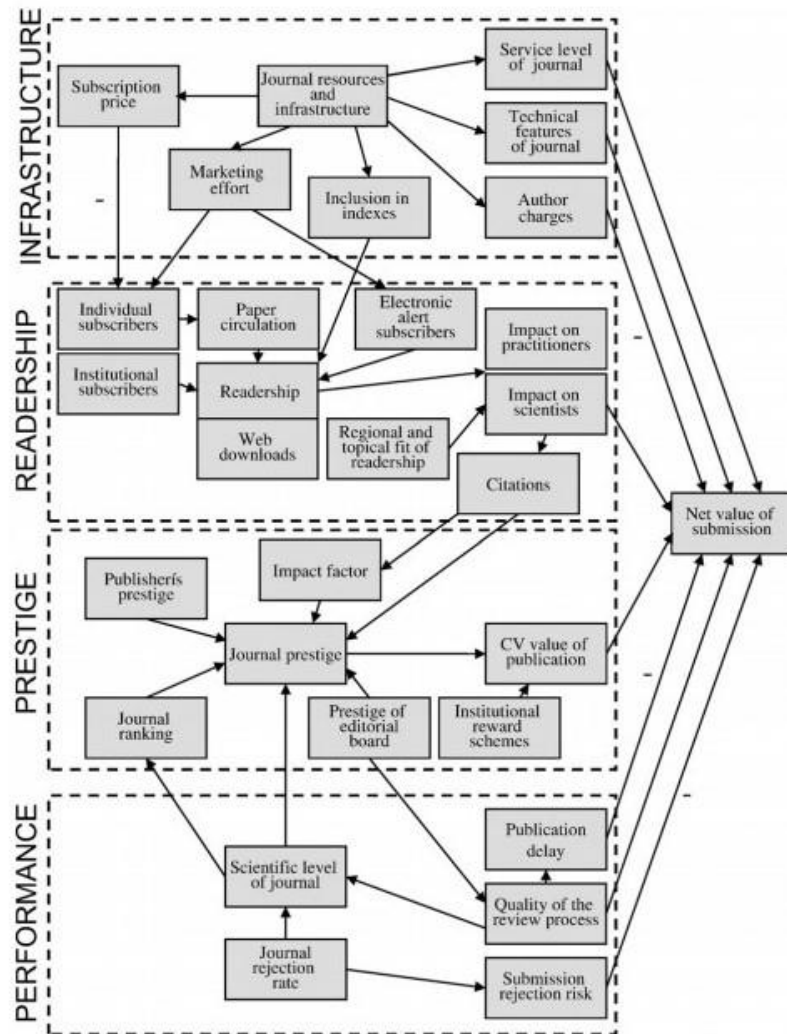 INFRASTRUCTURE
Subscription
price
Journal resources
and
infrastructure
Service level
of journal
Technical
features
of journal
Marketing
effort
Inclusion in
indexes
Author
charges
-
READERSHIP
Individual
subscribers
Paper
circulation
Electronic
alert
subscribers
Impact on
practitioners
-
Institutional
subscribers
Readership
Impact on
scientists
Web
downloads
Regional and
topical fit of
readership
Citations
Net value of
submission
PRESTIGE
Publisherís
prestige
Impact factor
Journal prestige
CV value of
publication
-
Journal
ranking
Prestige of
editorial
board
Institutional
reward
schemes
-
PERFORMANCE
Scientific level
of journal
Publication
delay
Quality of the
review process
Journal
rejection
rate
Submission
rejection risk